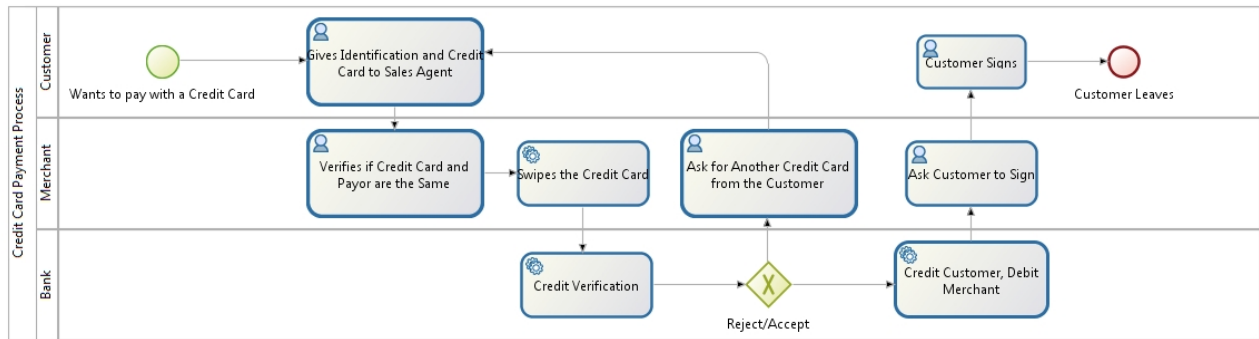 Credit Card Payment Process
Customer
Wants to pay with a Credit Card
Gives Identification and Credit
Card to Sales Agent
Customer Signs
Customer Leaves
Merchant
Verifies if Credit Card and
Payor are the Same
Swipes the Credit Card
Ask for Another Credit Card
from the Customer
Ask Customer to Sign
Bank
Credit Verification
Reject/Accept
Credit Customer, Debit
Merchant